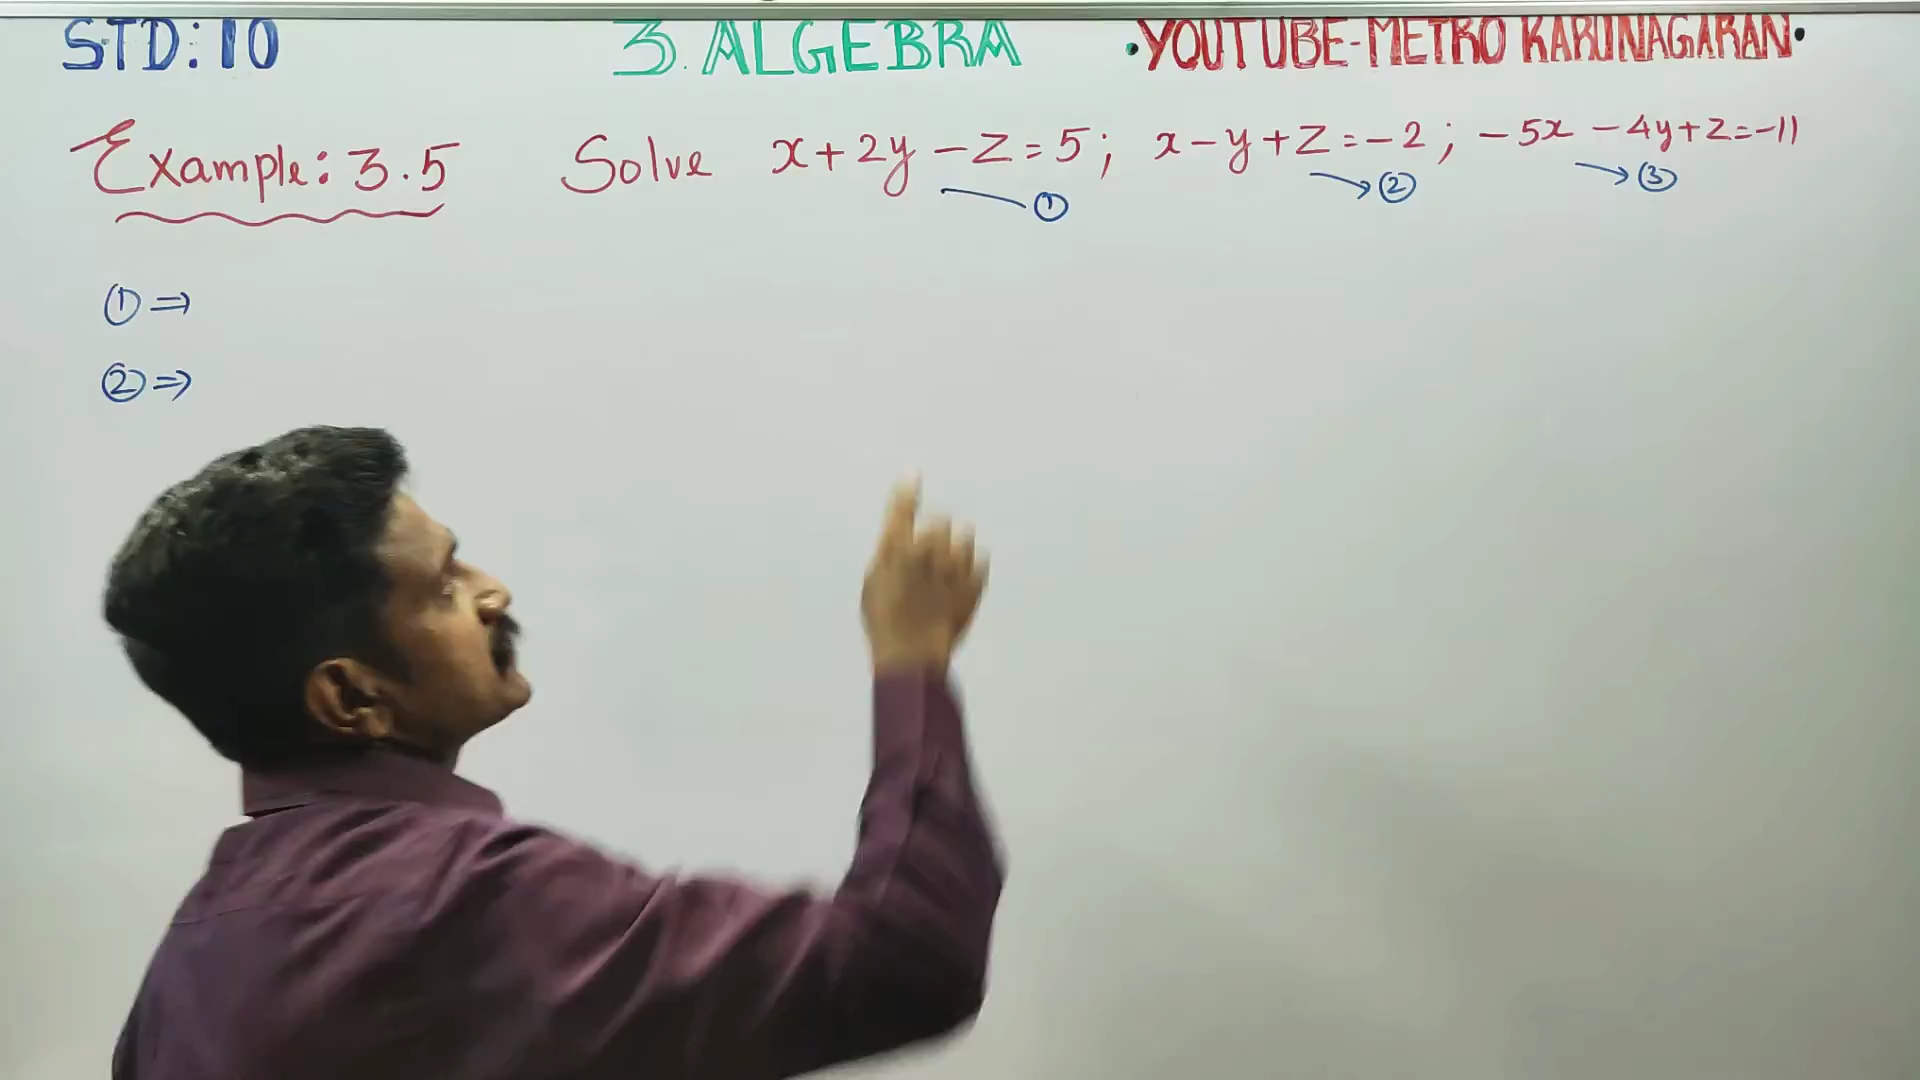 STD:10 3. ALGEBRA •YOUTUBE-METRO KARUNAGARAN•
Example: 3.5 Solve x+2y-z=5; x-y+z=-2; -5x-4y+z=-11
① → ② → ③
①⇒
②⇒